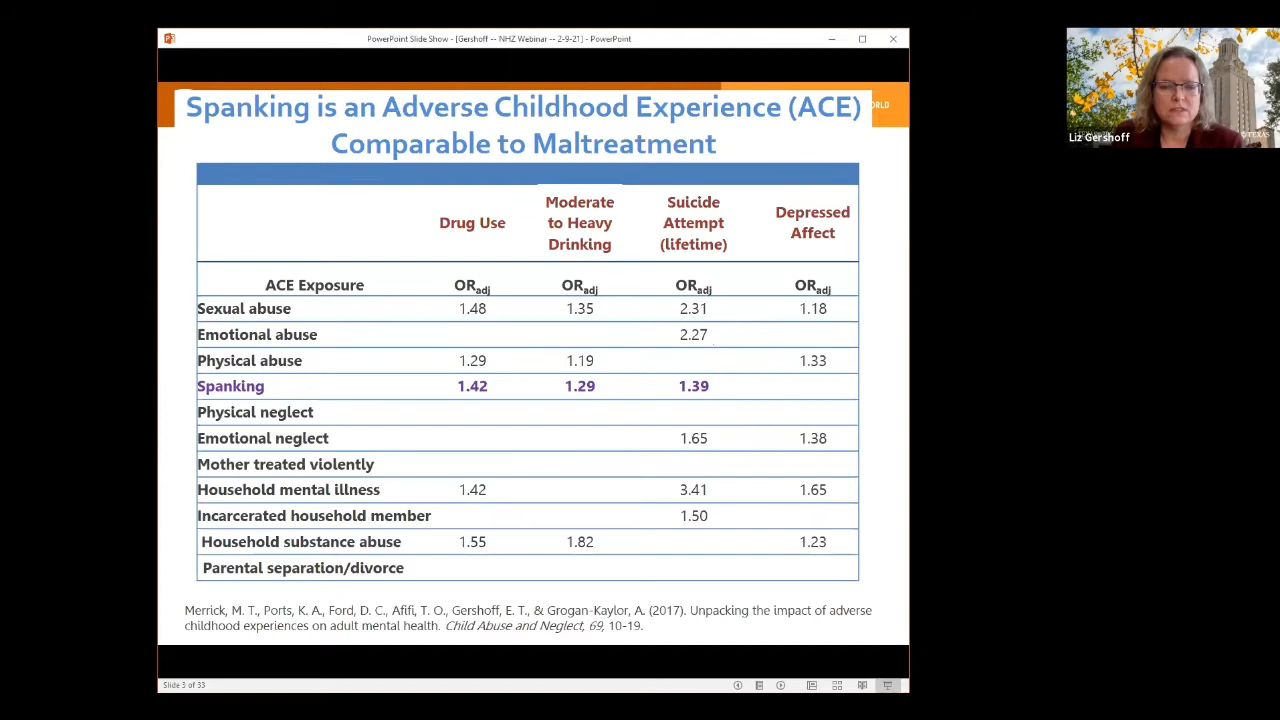 PowerPoint Slide Show - [Gershoff -- NHZ Webinar -- 2-9-21] - PowerPoint
ORLD
Spanking is an Adverse Childhood Experience (ACE)
Comparable to Maltreatment
Drug Use
Moderate
to Heavy
Drinking
Suicide
Attempt
(lifetime)
Depressed
Affect
ACE Exposure ORadj ORadj ORadj ORadj
Sexual abuse 1.48 1.35 2.31 1.18
Emotional abuse 2.27
Physical abuse 1.29 1.19 1.33
Spanking 1.42 1.29 1.39
Physical neglect
Emotional neglect 1.65 1.38
Mother treated violently
Household mental illness 1.42 3.41 1.65
Incarcerated household member 1.50
Household substance abuse 1.55 1.82 1.23
Parental separation/divorce
Merrick, M. T., Ports, K. A., Ford, D. C., Afifi, T. O., Gershoff, E. T., & Grogan-Kaylor, A. (2017). Unpacking the impact of adverse
childhood experiences on adult mental health. Child Abuse and Neglect, 69, 10-19.
Slide 3 of 33
Liz Gershoff
TEXAS